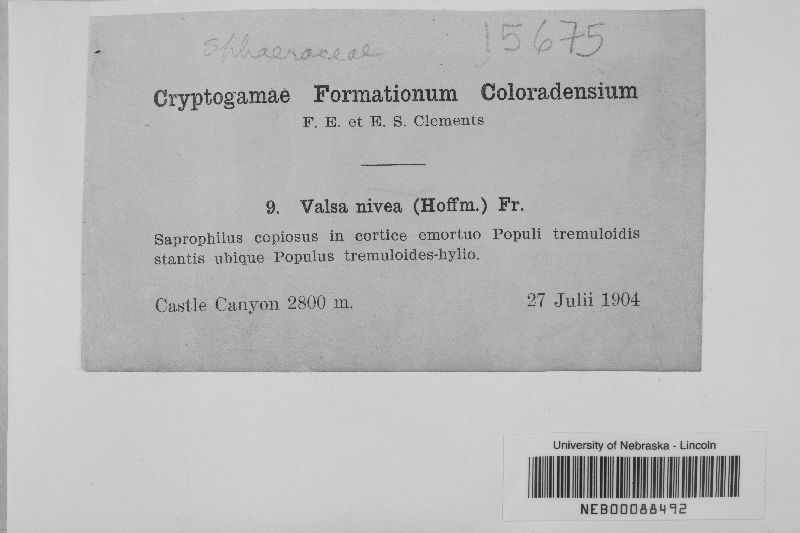 Sphaeraceae 15675
Cryptogamae Formationum Coloradensium
F. E. et E. S. Clements
9. Valsa nivea (Hoffm.) Fr.
Saprophilus copiosus in cortice emortuo Populi tremuloidis
stantis ubique Populus tremuloides-hylio.
Castle Canyon 2800 m. 27 Julii 1904
University of Nebraska - Lincoln
NEB00088492